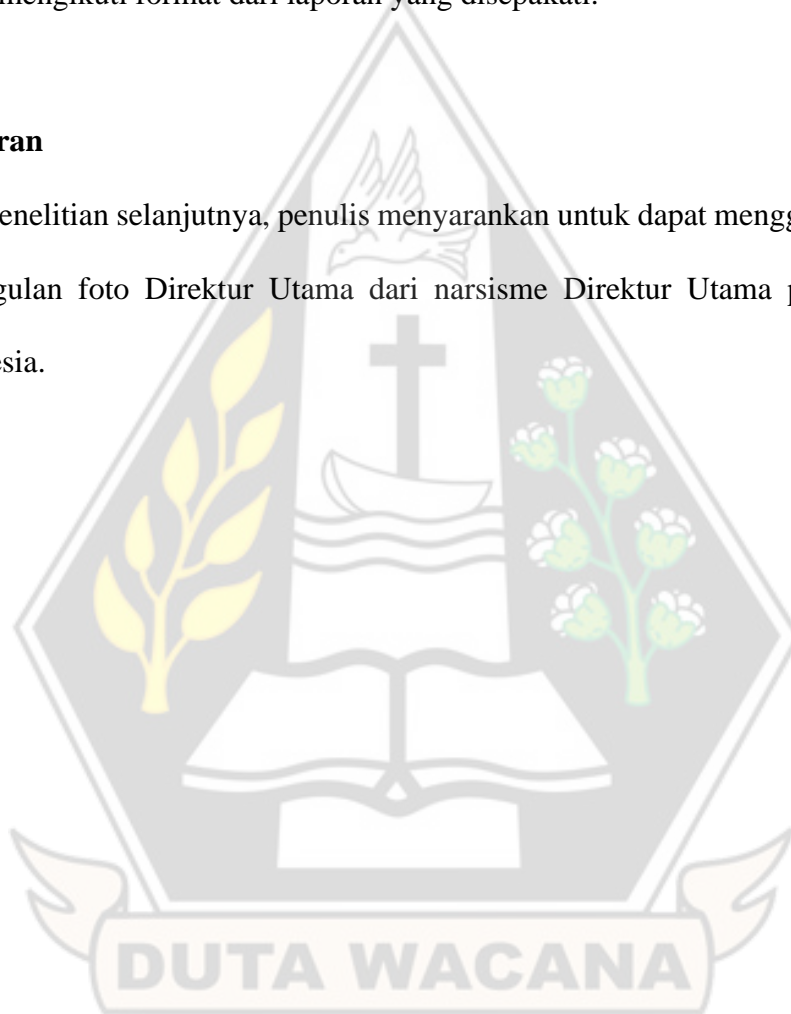 mengikuti format dari laporan yang disepakati.
ran
enelitian selanjutnya, penulis menyarankan untuk dapat mengg
gulan foto Direktur Utama dari narsisme Direktur Utama p
esia.
DUTA WACANA